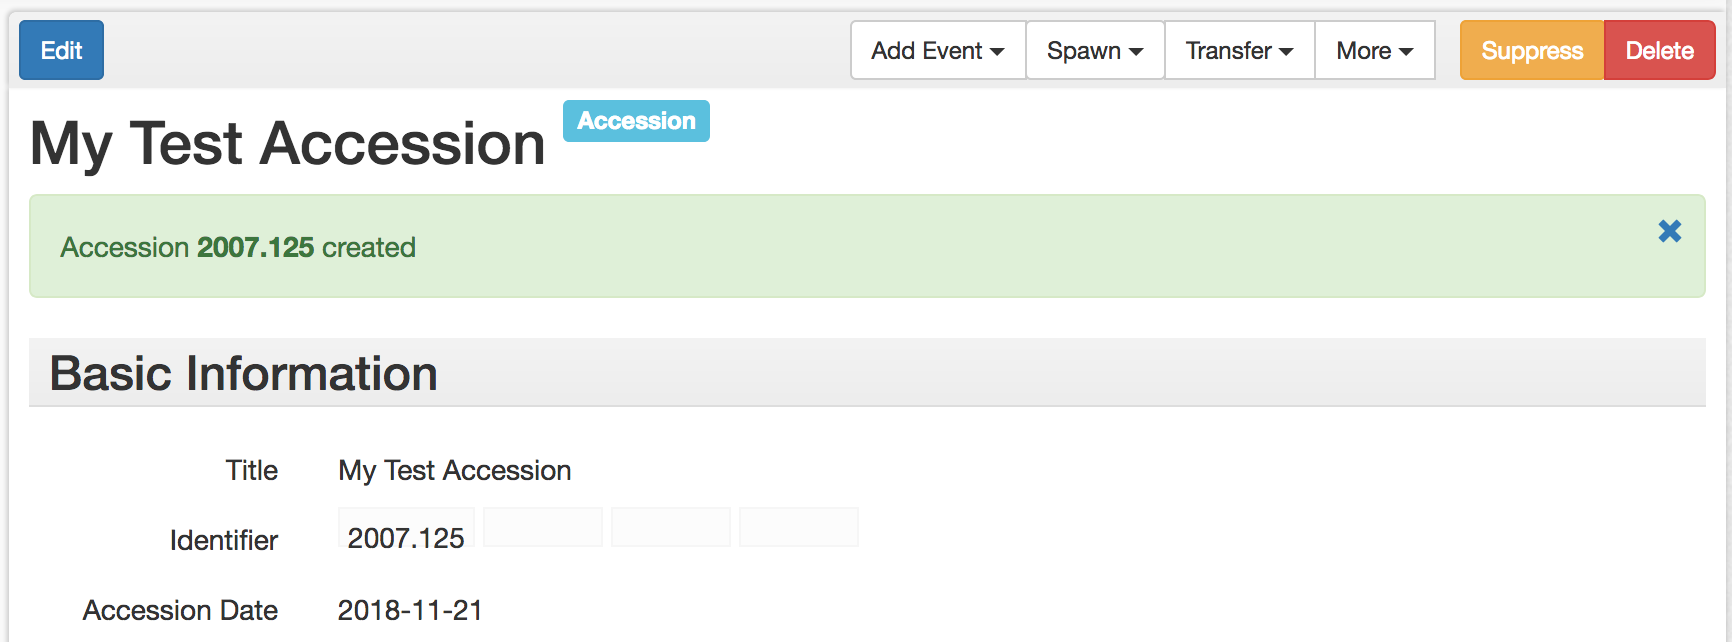 Edit Add Event Spawn Transfer More Suppress Delete
My Test Accession Accession
Accession 2007.125 created
Basic Information
Title My Test Accession
Identifier 2007.125
Accession Date 2018-11-21